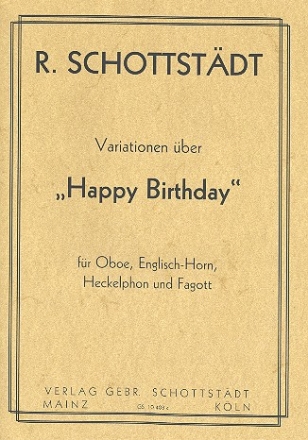 R. SCHOTTSTÄDT
Variationen über
„Happy Birthday“
für Oboe, Englisch-Horn,
Heckelphon und Fagott
VERLAG GEBR. SCHOTTSTÄDT
MAINZ KÖLN